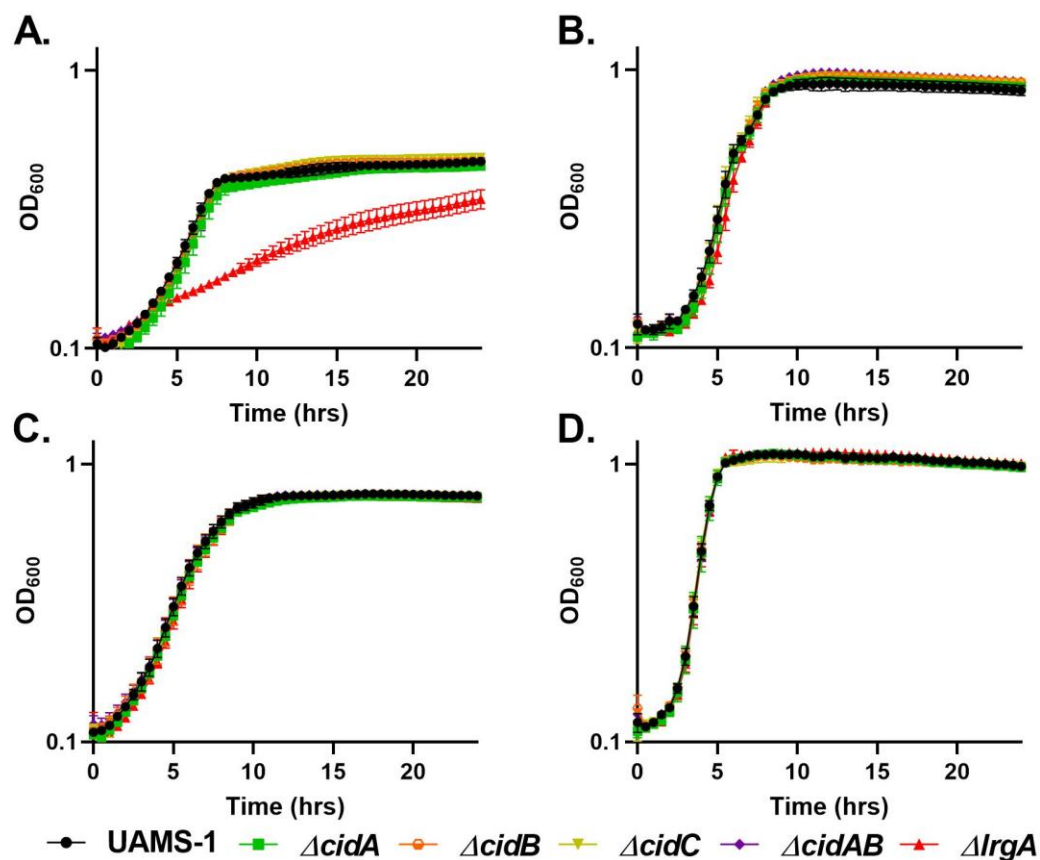 A.
1
OD600
0.1
0 5 10 15 20
Time (hrs)
B.
1
OD600
0.1
0 5 10 15 20
Time (hrs)
C.
1
OD600
0.1
0 5 10 15 20
Time (hrs)
D.
1
OD600
0.1
0 5 10 15 20
Time (hrs)
UAMS-1 ΔcidA ΔcidB ΔcidC ΔcidAB ΔlrgA